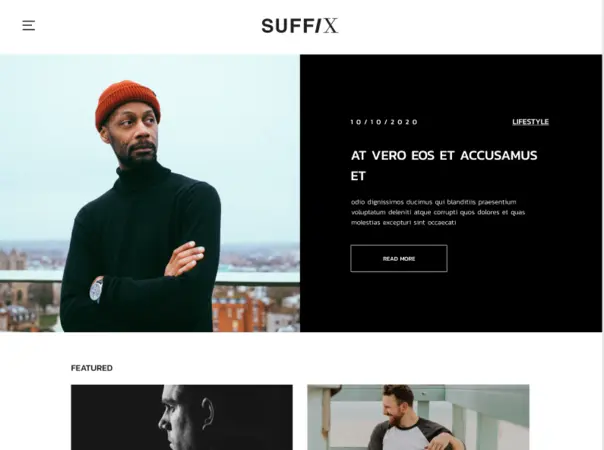 SUFFIX
10/10/2020
LIFESTYLE
AT VERO EOS ET ACCUSAMUS
ET
odio dignissimos ducimus qui blanditiis praesentium
voluptatum deleniti atque corrupti quos dolores et quas
molestias excepturi sint occaecati
READ MORE
FEATURED